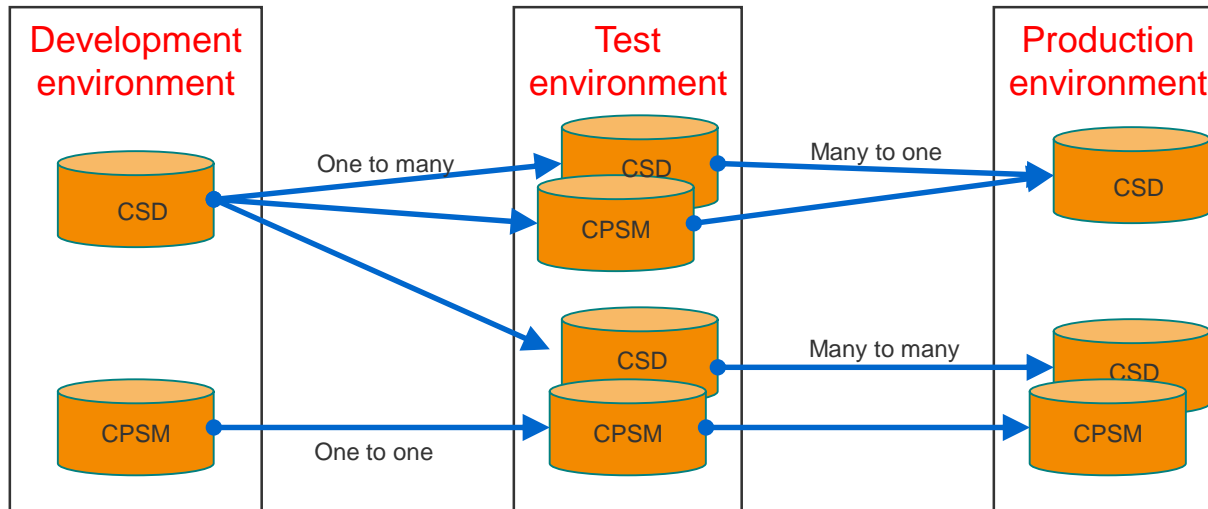 Development
environment
Test
environment
Production
environment
One to many
Many to one
CSD
CSD
CSD
CPSM
CSD
Many to many
CSD
CPSM
CPSM
CPSM
One to one